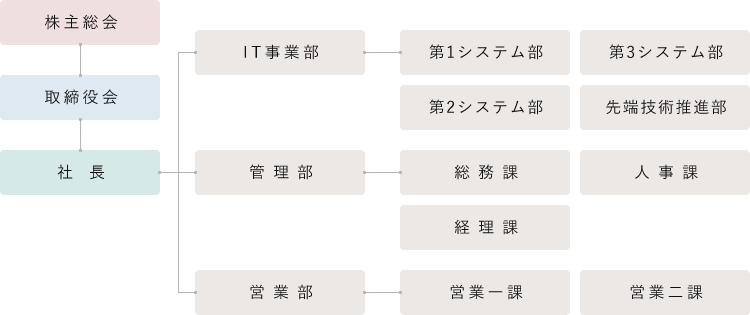 株主総会
取締役会
社長
IT事業部
第1システム部
第3システム部
第2システム部
先端技術推進部
管理部
総務課
人事課
経理課
営業部
営業一課
営業二課